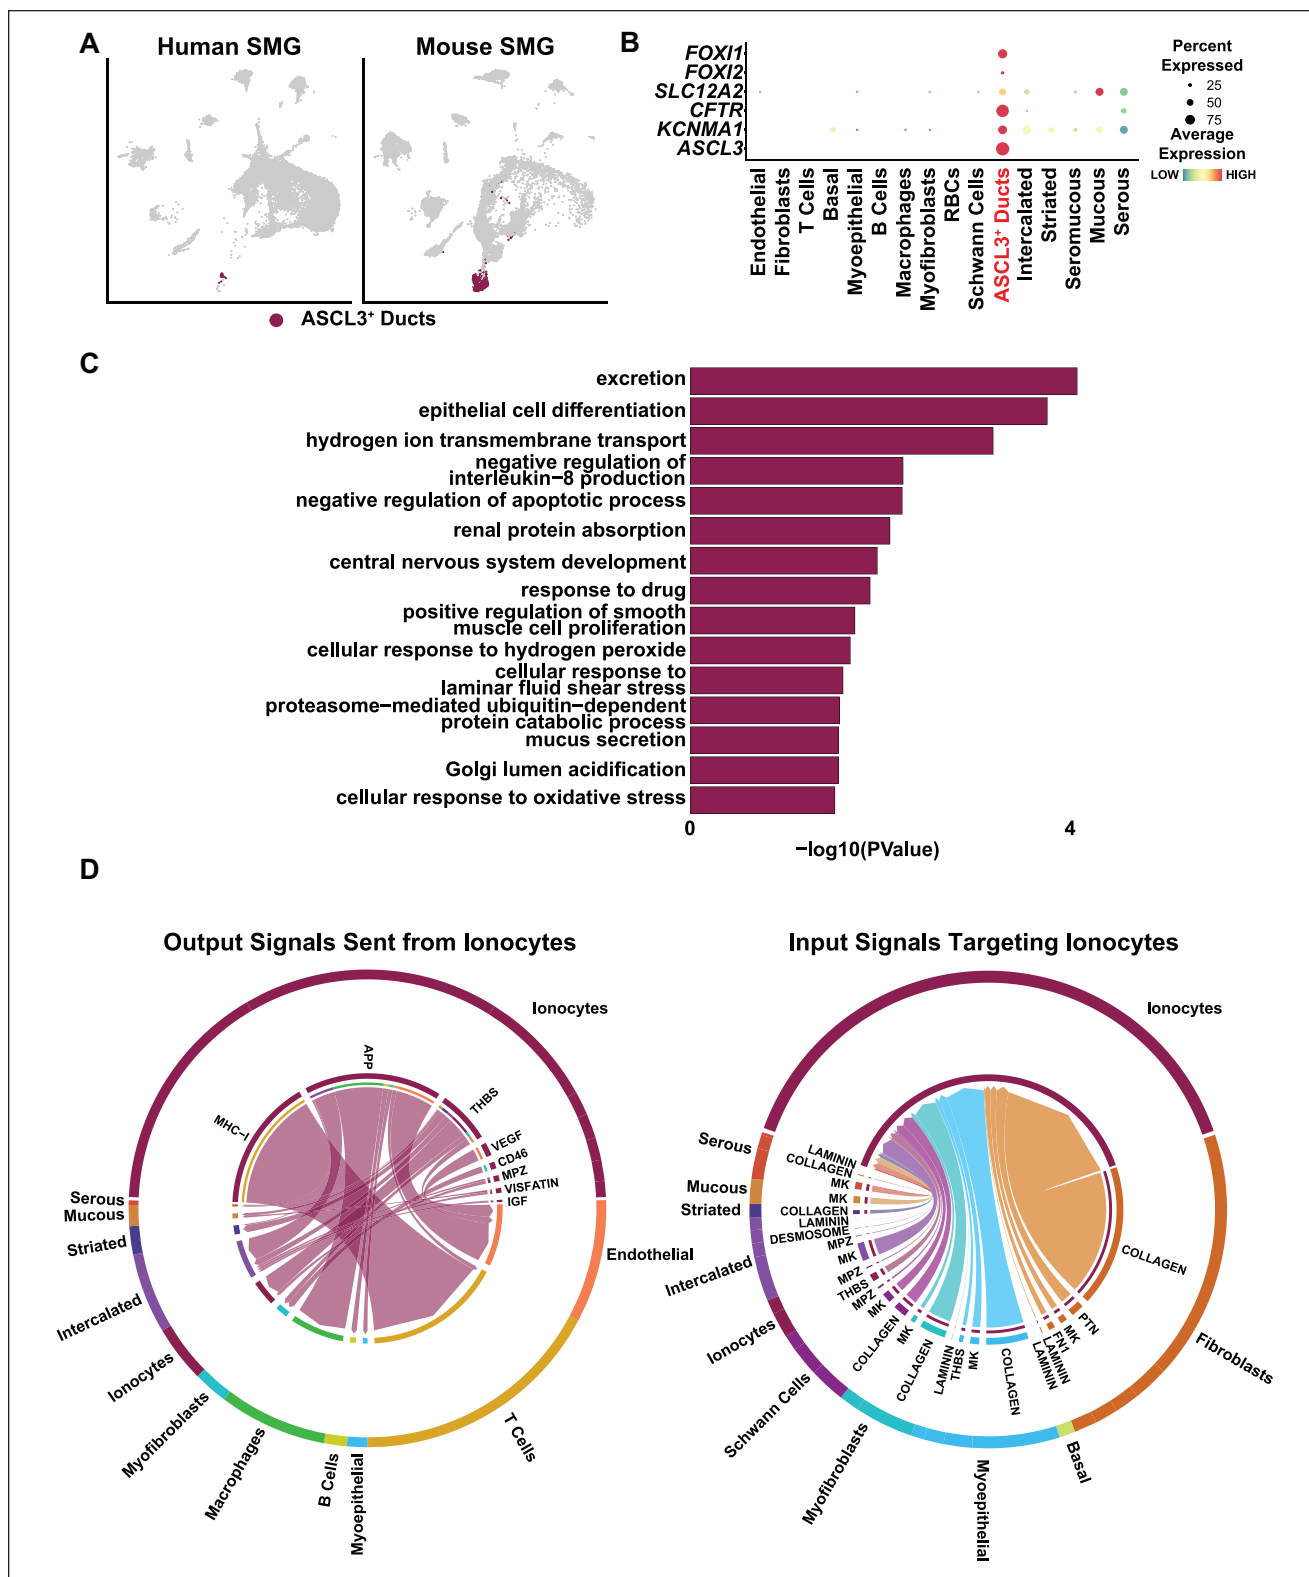 A
Human SMG
Mouse SMG
ASCL3⁺ Ducts
B
FOXI1
FOXI2
SLC12A2
CFTR
KCNMA1
ASCL3
Endothelial
Fibroblasts
T Cells
Basal
Myoepithelial
B Cells
Macrophages
Myofibroblasts
RBCs
Schwann Cells
ASCL3⁺ Ducts
Intercalated
Striated
Seromucous
Mucous
Serous
Percent
Expressed
25
50
75
Average
Expression
LOW
HIGH
C
excretion
epithelial cell differentiation
hydrogen ion transmembrane transport
negative regulation of
interleukin−8 production
negative regulation of apoptotic process
renal protein absorption
central nervous system development
response to drug
positive regulation of smooth
muscle cell proliferation
cellular response to hydrogen peroxide
cellular response to
laminar fluid shear stress
proteasome−mediated ubiquitin−dependent
protein catabolic process
mucus secretion
Golgi lumen acidification
cellular response to oxidative stress
0
4
−log10(PValue)
D
Output Signals Sent from Ionocytes
Ionocytes
APP
THBS
MHC-I
VEGF
CD46
MPZ
VISFATIN
IGF
Serous
Mucous
Striated
Intercalated
Ionocytes
Myofibroblasts
Macrophages
B Cells
Myoepithelial
T Cells
Endothelial
Input Signals Targeting Ionocytes
Ionocytes
Serous
Mucous
Striated
Intercalated
Ionocytes
Schwann Cells
Myofibroblasts
Myoepithelial
Basal
Fibroblasts
LAMININ
COLLAGEN
MK
MK
COLLAGEN
LAMININ
DESMOSOME
MPZ
MK
MPZ
THBS
MPZ
MK
COLLAGEN
MK
COLLAGEN
LAMININ
THBS
MK
COLLAGEN
LAMININ
LAMININ
FN1
MK
PTN
COLLAGEN